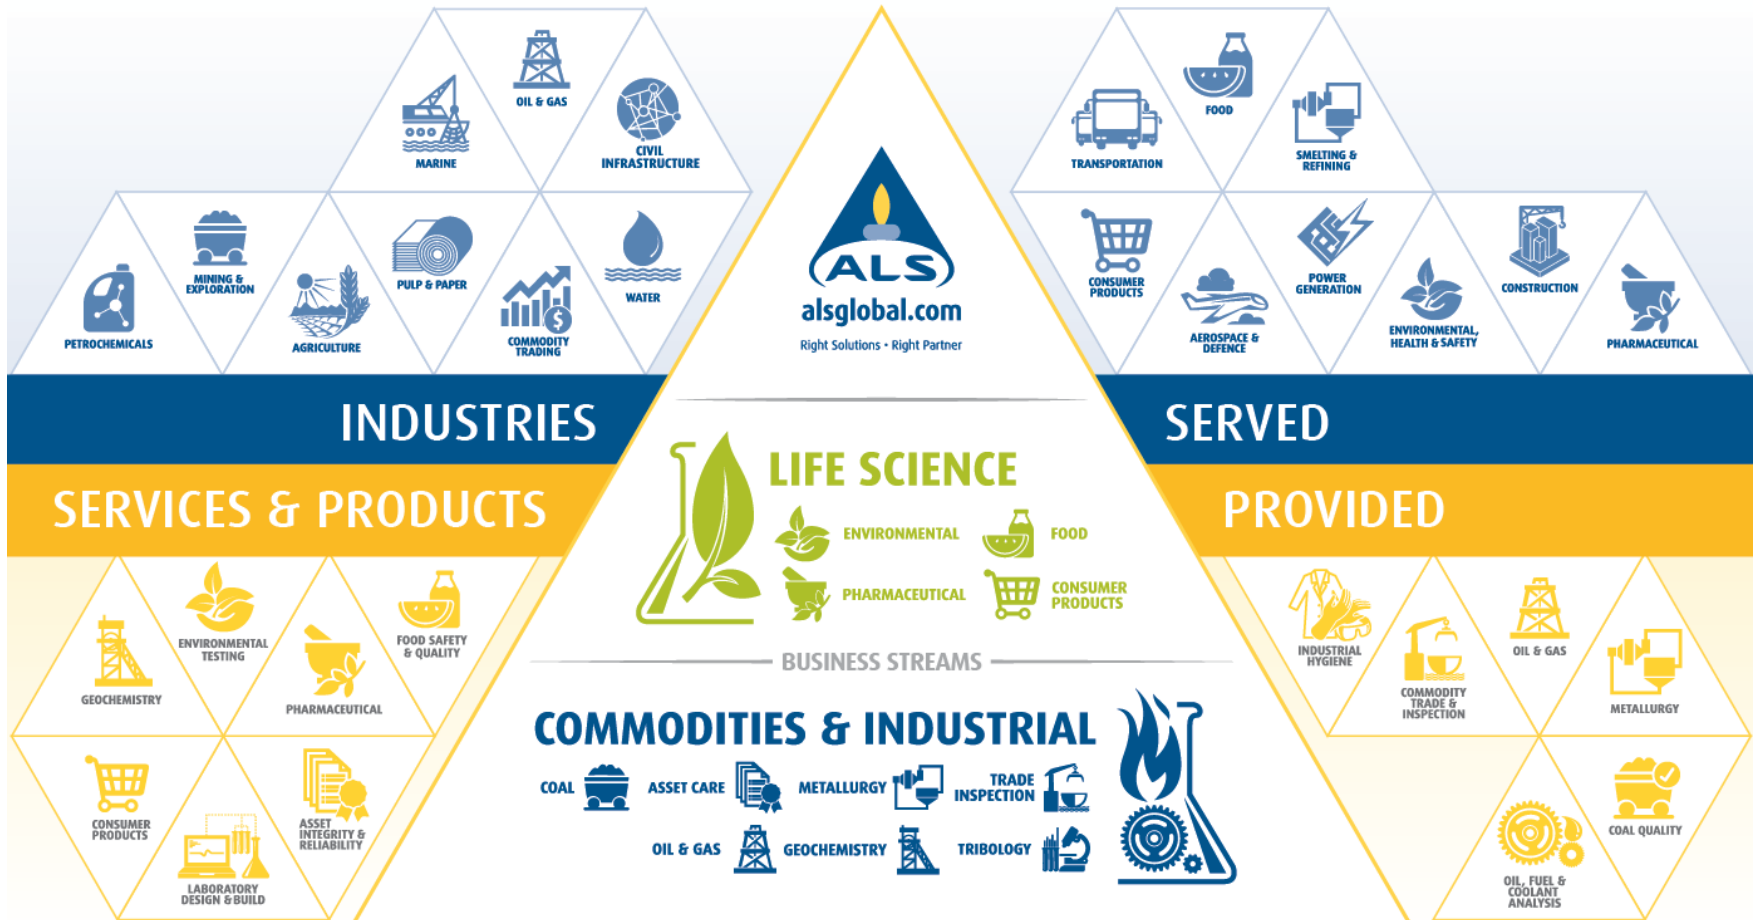 OIL & GAS
MARINE
CIVIL
INFRASTRUCTURE
PETROCHEMICALS
MINING &
EXPLORATION
AGRICULTURE
PULP & PAPER
COMMODITY
TRADING
WATER
ALS
alsglobal.com
Right Solutions • Right Partner
TRANSPORTATION
FOOD
SMELTING &
REFINING
CONSUMER
PRODUCTS
AEROSPACE &
DEFENCE
POWER
GENERATION
ENVIRONMENTAL,
HEALTH & SAFETY
CONSTRUCTION
PHARMACEUTICAL
INDUSTRIES
SERVED
SERVICES & PRODUCTS
PROVIDED
LIFE SCIENCE
ENVIRONMENTAL
FOOD
PHARMACEUTICAL
CONSUMER
PRODUCTS
BUSINESS STREAMS
COMMODITIES & INDUSTRIAL
COAL
ASSET CARE
METALLURGY
TRADE
INSPECTION
OIL & GAS
GEOCHEMISTRY
TRIBOLOGY
GEOCHEMISTRY
ENVIRONMENTAL
TESTING
PHARMACEUTICAL
FOOD SAFETY
& QUALITY
CONSUMER
PRODUCTS
LABORATORY
DESIGN & BUILD
ASSET
INTEGRITY &
RELIABILITY
INDUSTRIAL
HYGIENE
COMMODITY
TRADE &
INSPECTION
OIL & GAS
METALLURGY
OIL, FUEL &
COOLANT
ANALYSIS
COAL QUALITY